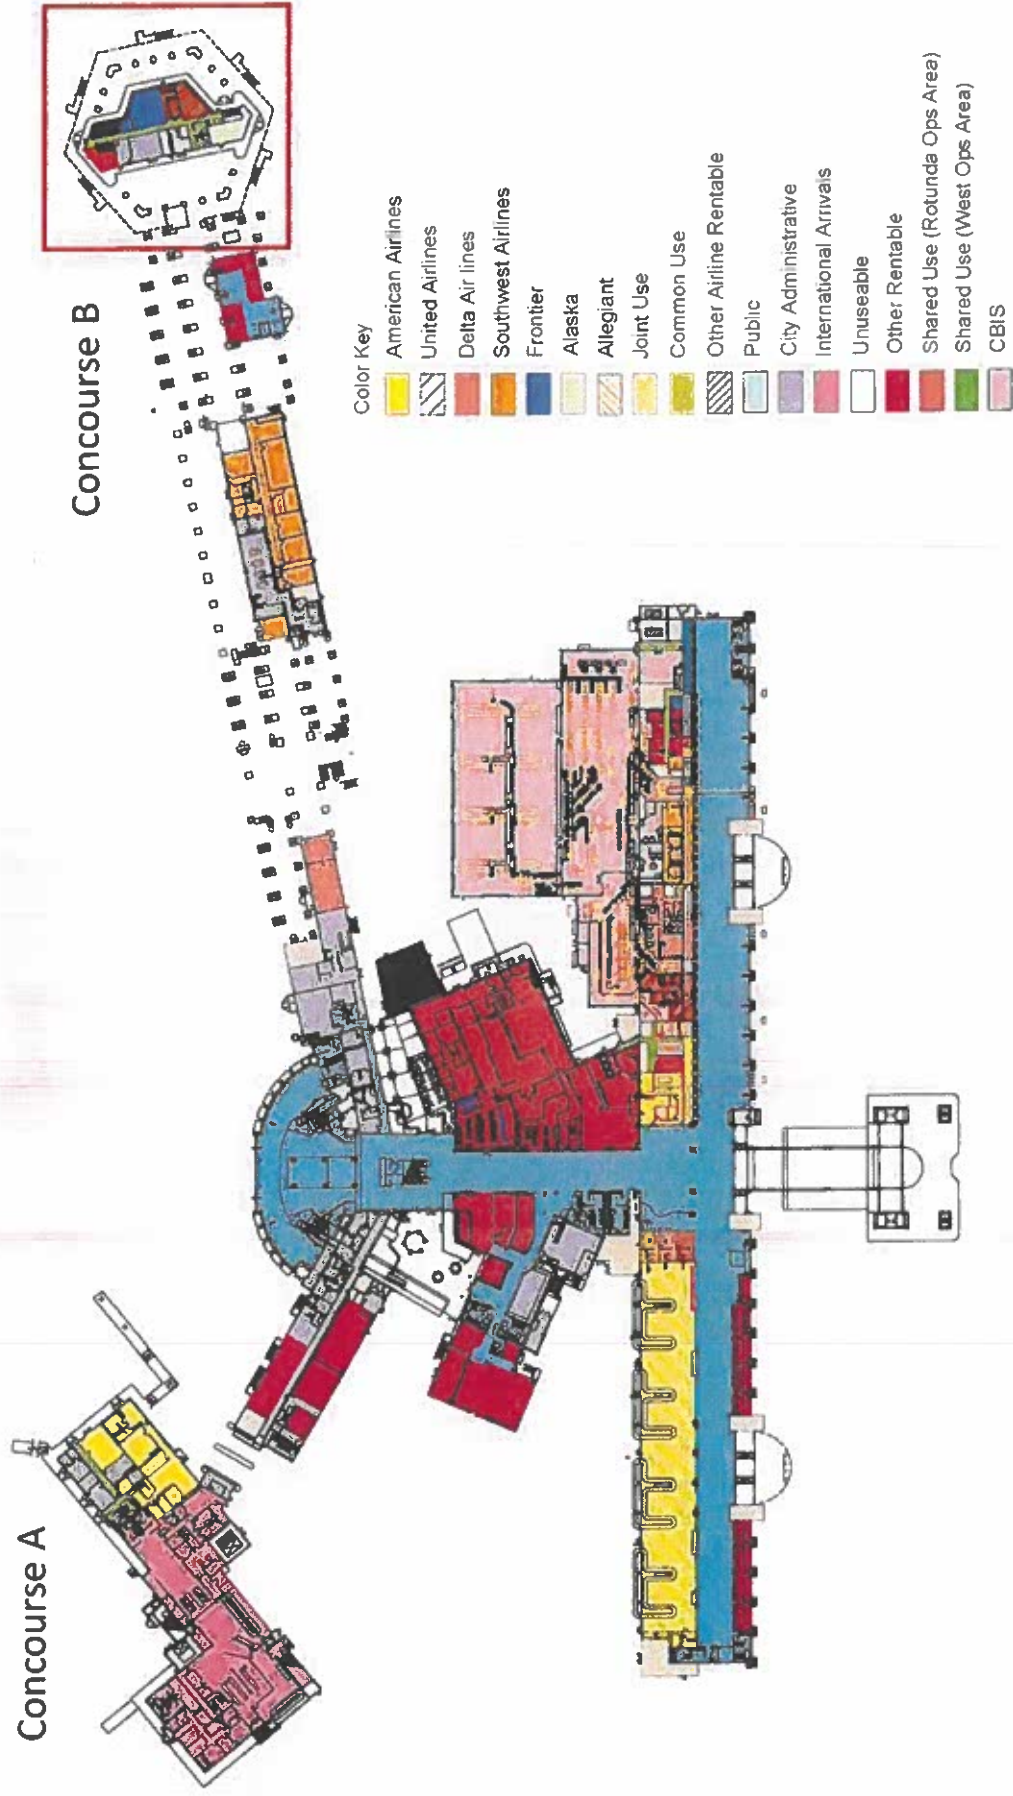 Concourse A
Concourse B
Color Key
American Airlines
United Airlines
Delta Air lines
Southwest Airlines
Frontier
Alaska
Allegiant
Joint Use
Common Use
Other Airline Rentable
Public
City Administrative
International Arrivals
Unuseable
Other Rentable
Shared Use (Rotunda Ops Area)
Shared Use (West Ops Area)
CBIS